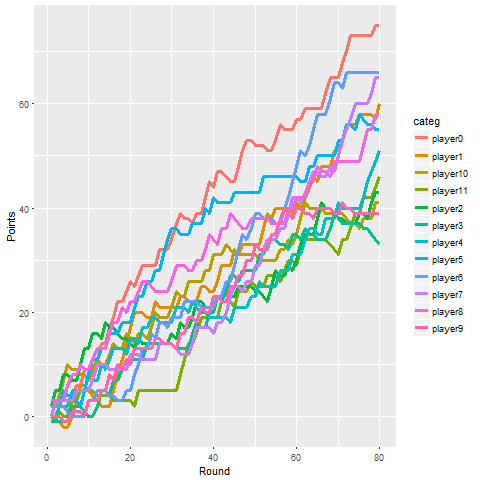 60
40
20
0
Points
0 20 40 60 80
Round
categ
player0
player1
player10
player11
player2
player3
player4
player5
player6
player7
player8
player9